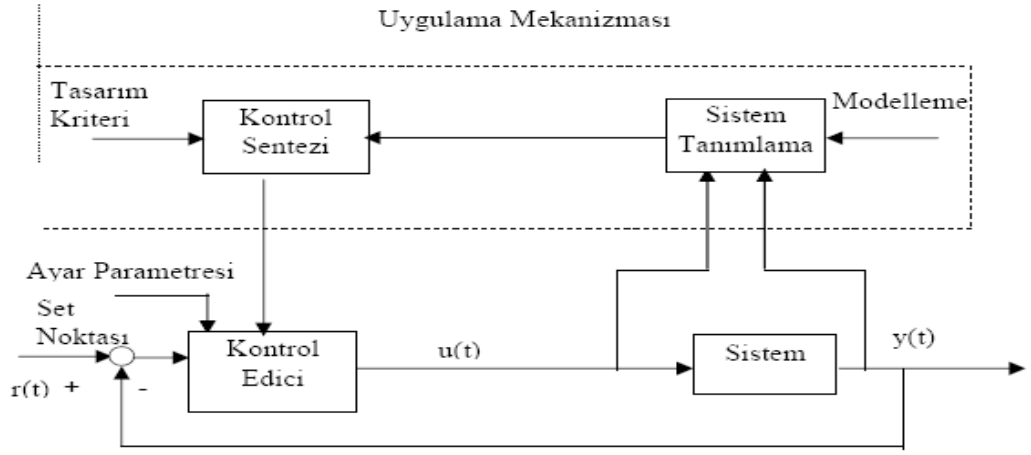 Uygulama Mekanizması
Tasarım
Kriteri
Kontrol
Sentezi
Sistem
Tanımlama
Modelleme
Ayar Parametresi
Set
Noktası
r(t) +
-
Kontrol
Edici
u(t)
Sistem
y(t)